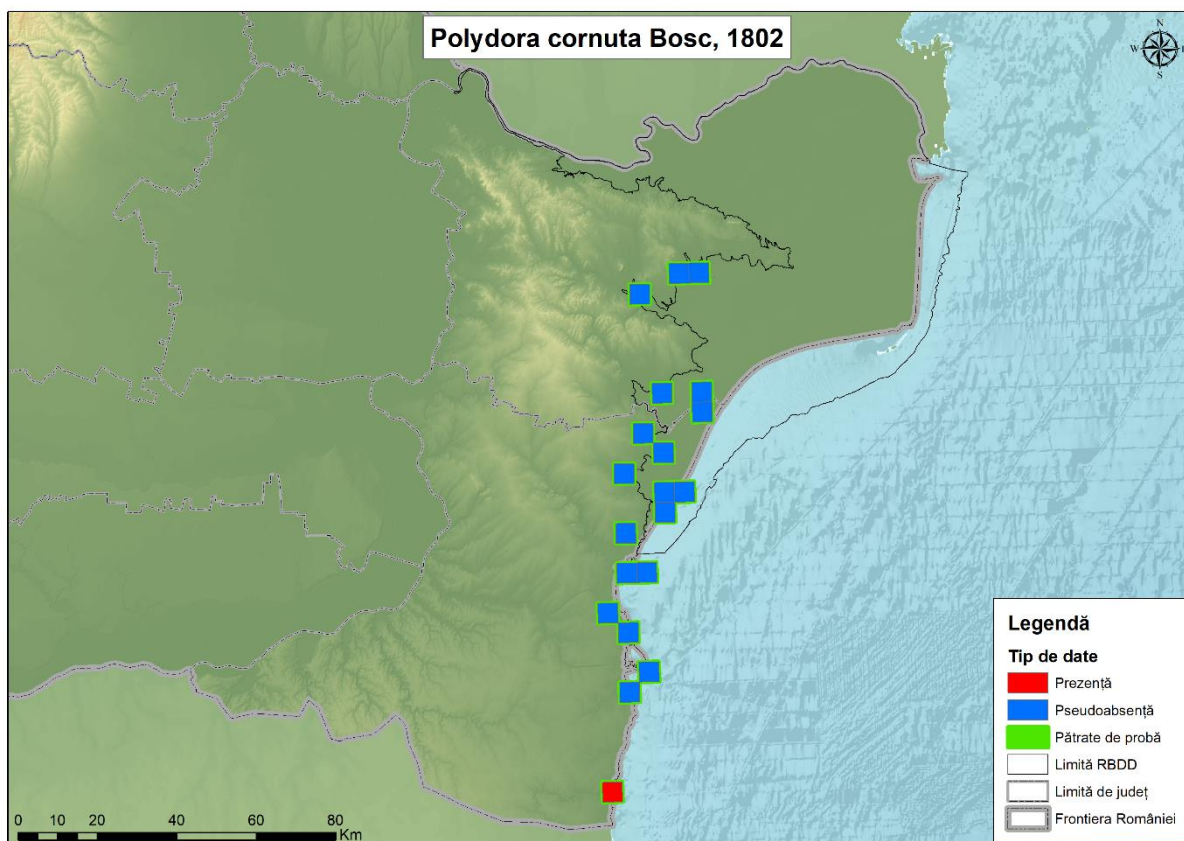 Polydora cornuta Bosc, 1802
N
W E
S
Legendă
Tip de date
Prezență
Pseudoabsență
Pătrate de probă
Limită RBDD
Limită de județ
Frontiera României
0 10 20 40 60 80
Km